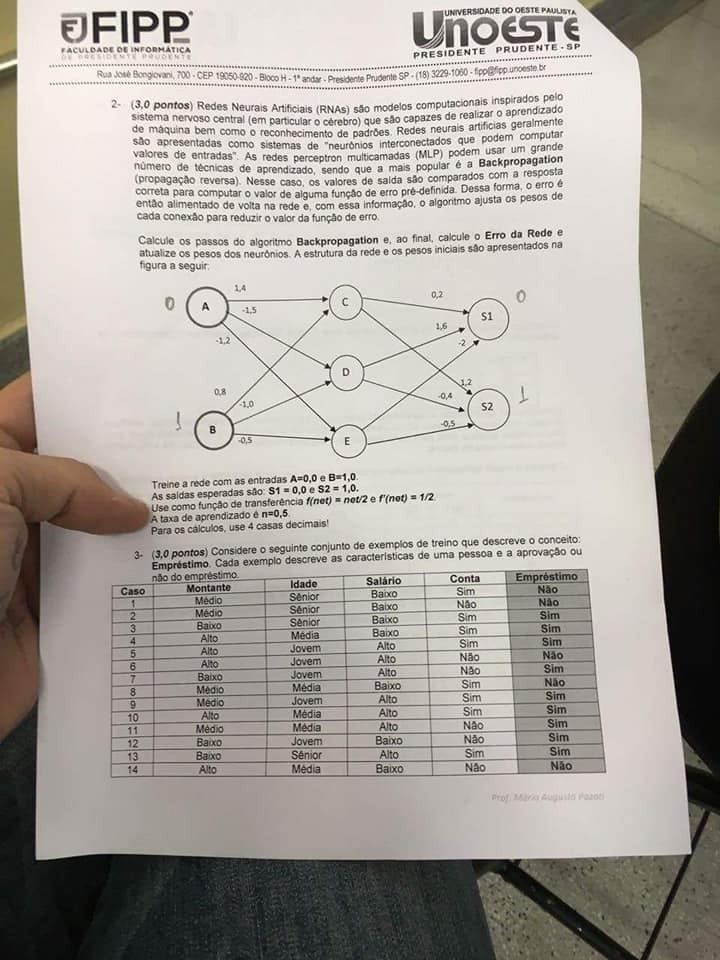 FIPP
FACULDADE DE INFORMÁTICA
DE PRESIDENTE PRUDENTE
UNIVERSIDADE DO OESTE PAULISTA
UNOESTE
PRESIDENTE PRUDENTE - SP
Rua José Bongiovani, 700 - CEP 19050-920 - Bloco H - 1º andar - Presidente Prudente SP - (18) 3229-1060 - fipp@fipp.unoeste.br
2- (3,0 pontos) Redes Neurais Artificiais (RNAs) são modelos computacionais inspirados pelo
sistema nervoso central (em particular o cérebro) que são capazes de realizar o aprendizado
de máquina bem como o reconhecimento de padrões. Redes neurais artificias geralmente
são apresentadas como sistemas de "neurônios interconectados que podem computar
valores de entradas". As redes perceptron multicamadas (MLP) podem usar um grande
número de técnicas de aprendizado, sendo que a mais popular é a Backpropagation
(propagação reversa). Nesse caso, os valores de saída são comparados com a resposta
correta para computar o valor de alguma função de erro pré-definida. Dessa forma, o erro é
então alimentado de volta na rede e, com essa informação, o algoritmo ajusta os pesos de
cada conexão para reduzir o valor da função de erro.
Calcule os passos do algoritmo Backpropagation e, ao final, calcule o Erro da Rede e
atualize os pesos dos neurônios. A estrutura da rede e os pesos iniciais são apresentados na
figura a seguir:
0 A 1,4 C 0,2 S1 0
-1,5 1,6
-1,2 -2
D
0,8 1,2
-1,0 -0,4 S2 1
1 B -0,5 E -0,5
Treine a rede com as entradas A=0,0 e B=1,0.
As saídas esperadas são: S1 = 0,0 e S2 = 1,0.
Use como função de transferência f(net) = net/2 e f'(net) = 1/2.
A taxa de aprendizado é n=0,5.
Para os cálculos, use 4 casas decimais!
3- (3,0 pontos) Considere o seguinte conjunto de exemplos de treino que descreve o conceito:
Empréstimo. Cada exemplo descreve as características de uma pessoa e a aprovação ou
não do empréstimo.
Caso Montante Idade Salário Conta Empréstimo
1 Médio Sênior Baixo Sim Não
2 Médio Sênior Baixo Não Não
3 Baixo Sênior Baixo Sim Sim
4 Alto Média Baixo Sim Sim
5 Alto Jovem Alto Sim Sim
6 Alto Jovem Alto Não Não
7 Baixo Jovem Alto Não Sim
8 Médio Média Baixo Sim Não
9 Médio Jovem Alto Sim Sim
10 Alto Média Alto Sim Sim
11 Médio Média Alto Não Sim
12 Baixo Jovem Baixo Não Sim
13 Baixo Sênior Alto Sim Sim
14 Alto Média Baixo Não Não
Prof. Mário Augusto Pazoti